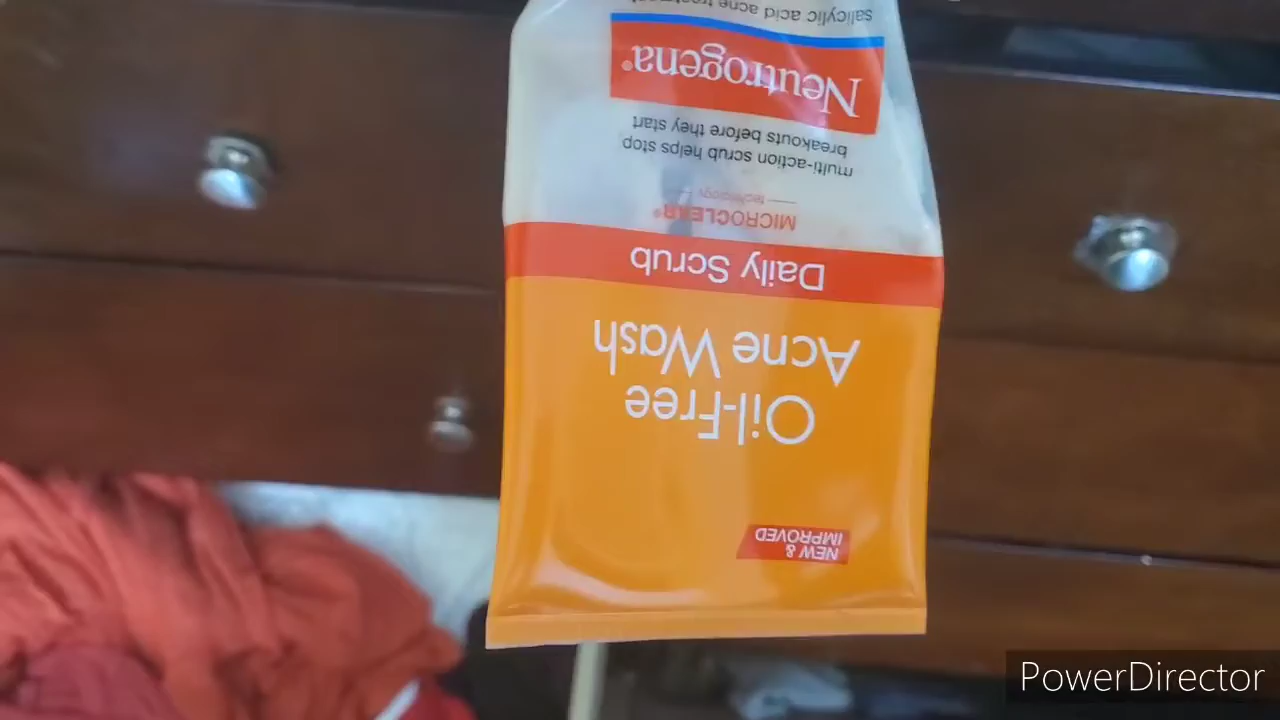 NEW &
IMPROVED
Oil-Free
Acne Wash
Daily Scrub
MICROCLEAR®
technology
multi-action scrub helps stop
breakouts before they start
Neutrogena®
salicylic acid acne treatment
PowerDirector